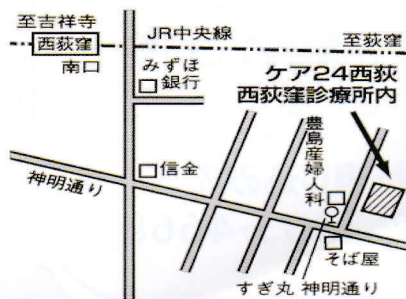 至吉祥寺
西荻窪
南口
JR中央線
至荻窪
みずほ
銀行
ケア24西荻
西荻窪診療所内
豊島産婦人科
信金
神明通り
そば屋
すぎ丸 神明通り